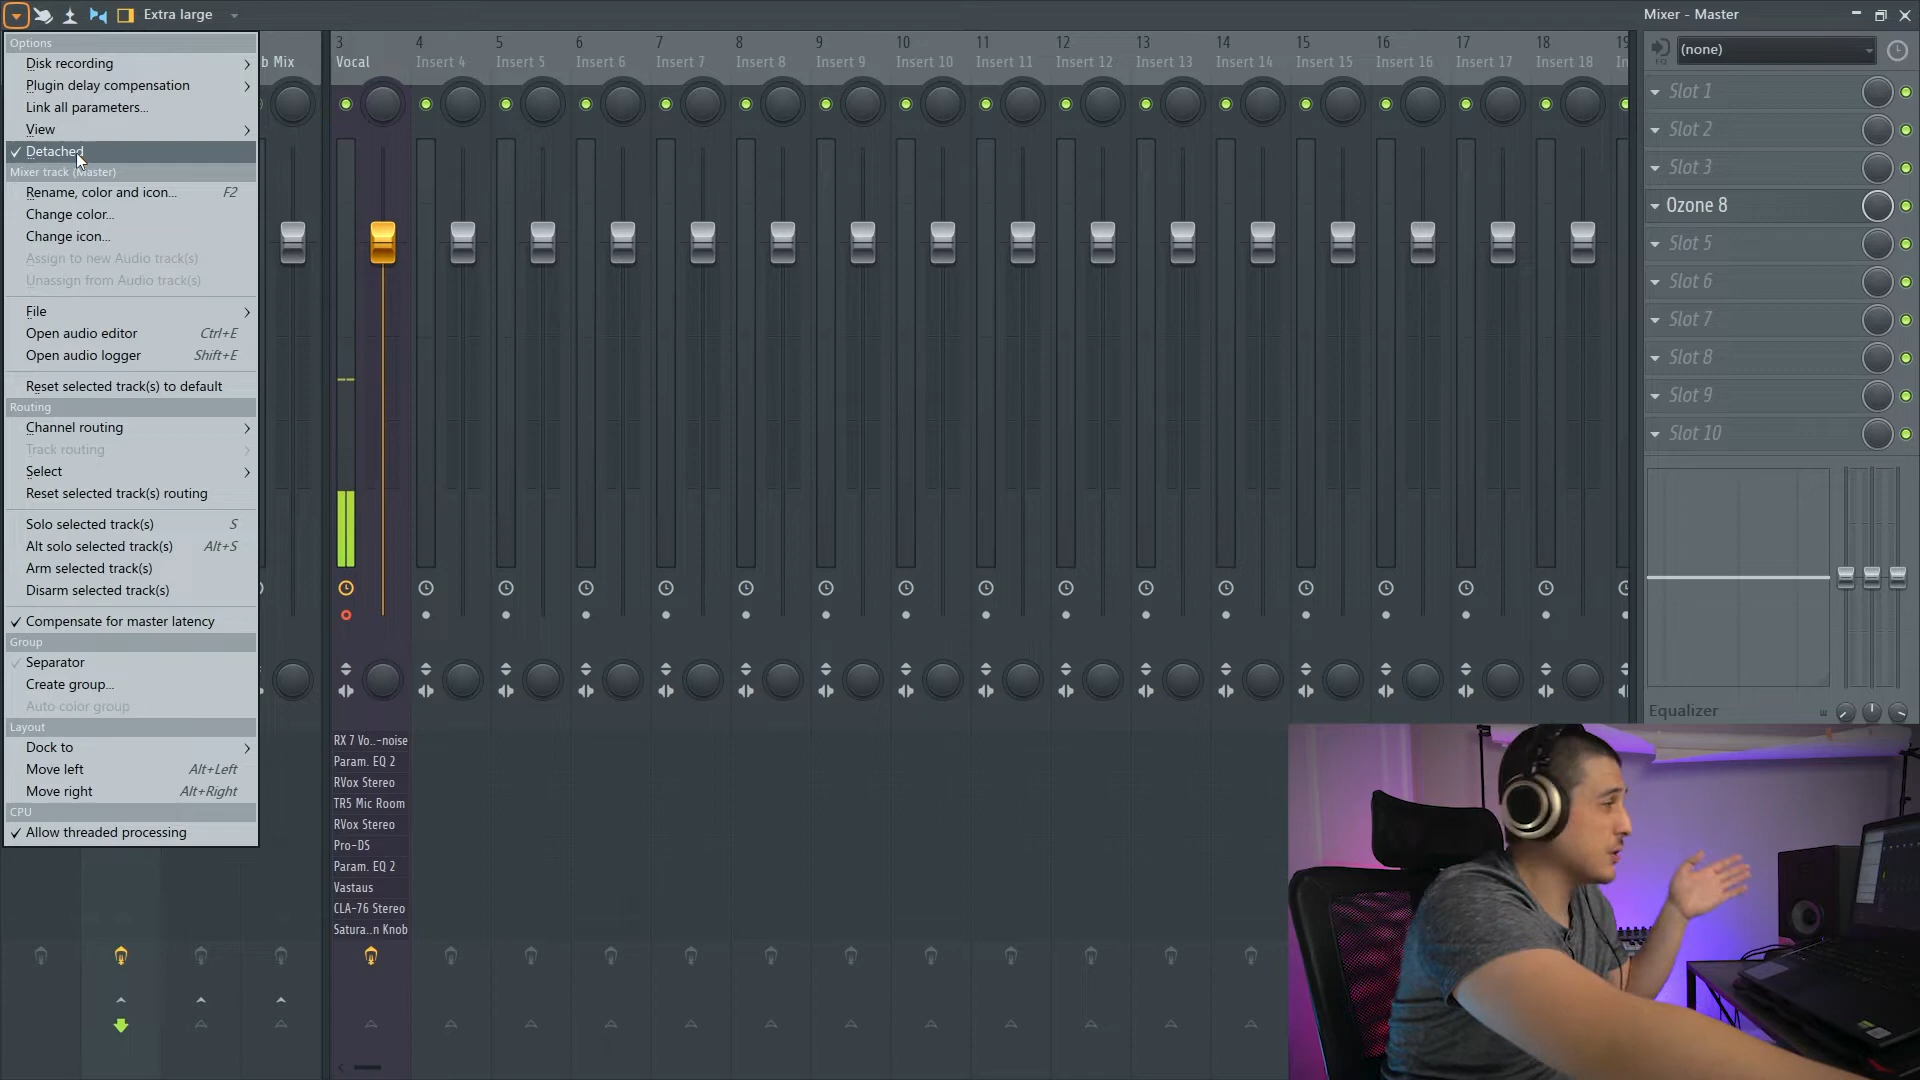 Extra large
Mixer - Master
Options
Disk recording
Plugin delay compensation
Link all parameters...
View
Detached
Mixer track (Master)
Rename, color and icon... F2
Change color...
Change icon...
Assign to new Audio track(s)
Unassign from Audio track(s)
File
Open audio editor Ctrl+E
Open audio logger Shift+E
Reset selected track(s) to default
Routing
Channel routing
Track routing
Select
Reset selected track(s) routing
Solo selected track(s) S
Alt solo selected track(s) Alt+S
Arm selected track(s)
Disarm selected track(s)
Compensate for master latency
Group
Separator
Create group...
Auto color group
Layout
Dock to
Move left Alt+Left
Move right Alt+Right
CPU
Allow threaded processing
b Mix
3 4 5 6 7 8 9 10 11 12 13 14 15 16 17 18 19
Vocal Insert 4 Insert 5 Insert 6 Insert 7 Insert 8 Insert 9 Insert 10 Insert 11 Insert 12 Insert 13 Insert 14 Insert 15 Insert 16 Insert 17 Insert 18 In
RX 7 Vo..-noise
Param. EQ 2
RVox Stereo
TR5 Mic Room
RVox Stereo
Pro-DS
Param. EQ 2
Vastaus
CLA-76 Stereo
Satura..n Knob
(none)
Slot 1
Slot 2
Slot 3
Ozone 8
Slot 5
Slot 6
Slot 7
Slot 8
Slot 9
Slot 10
Equalizer